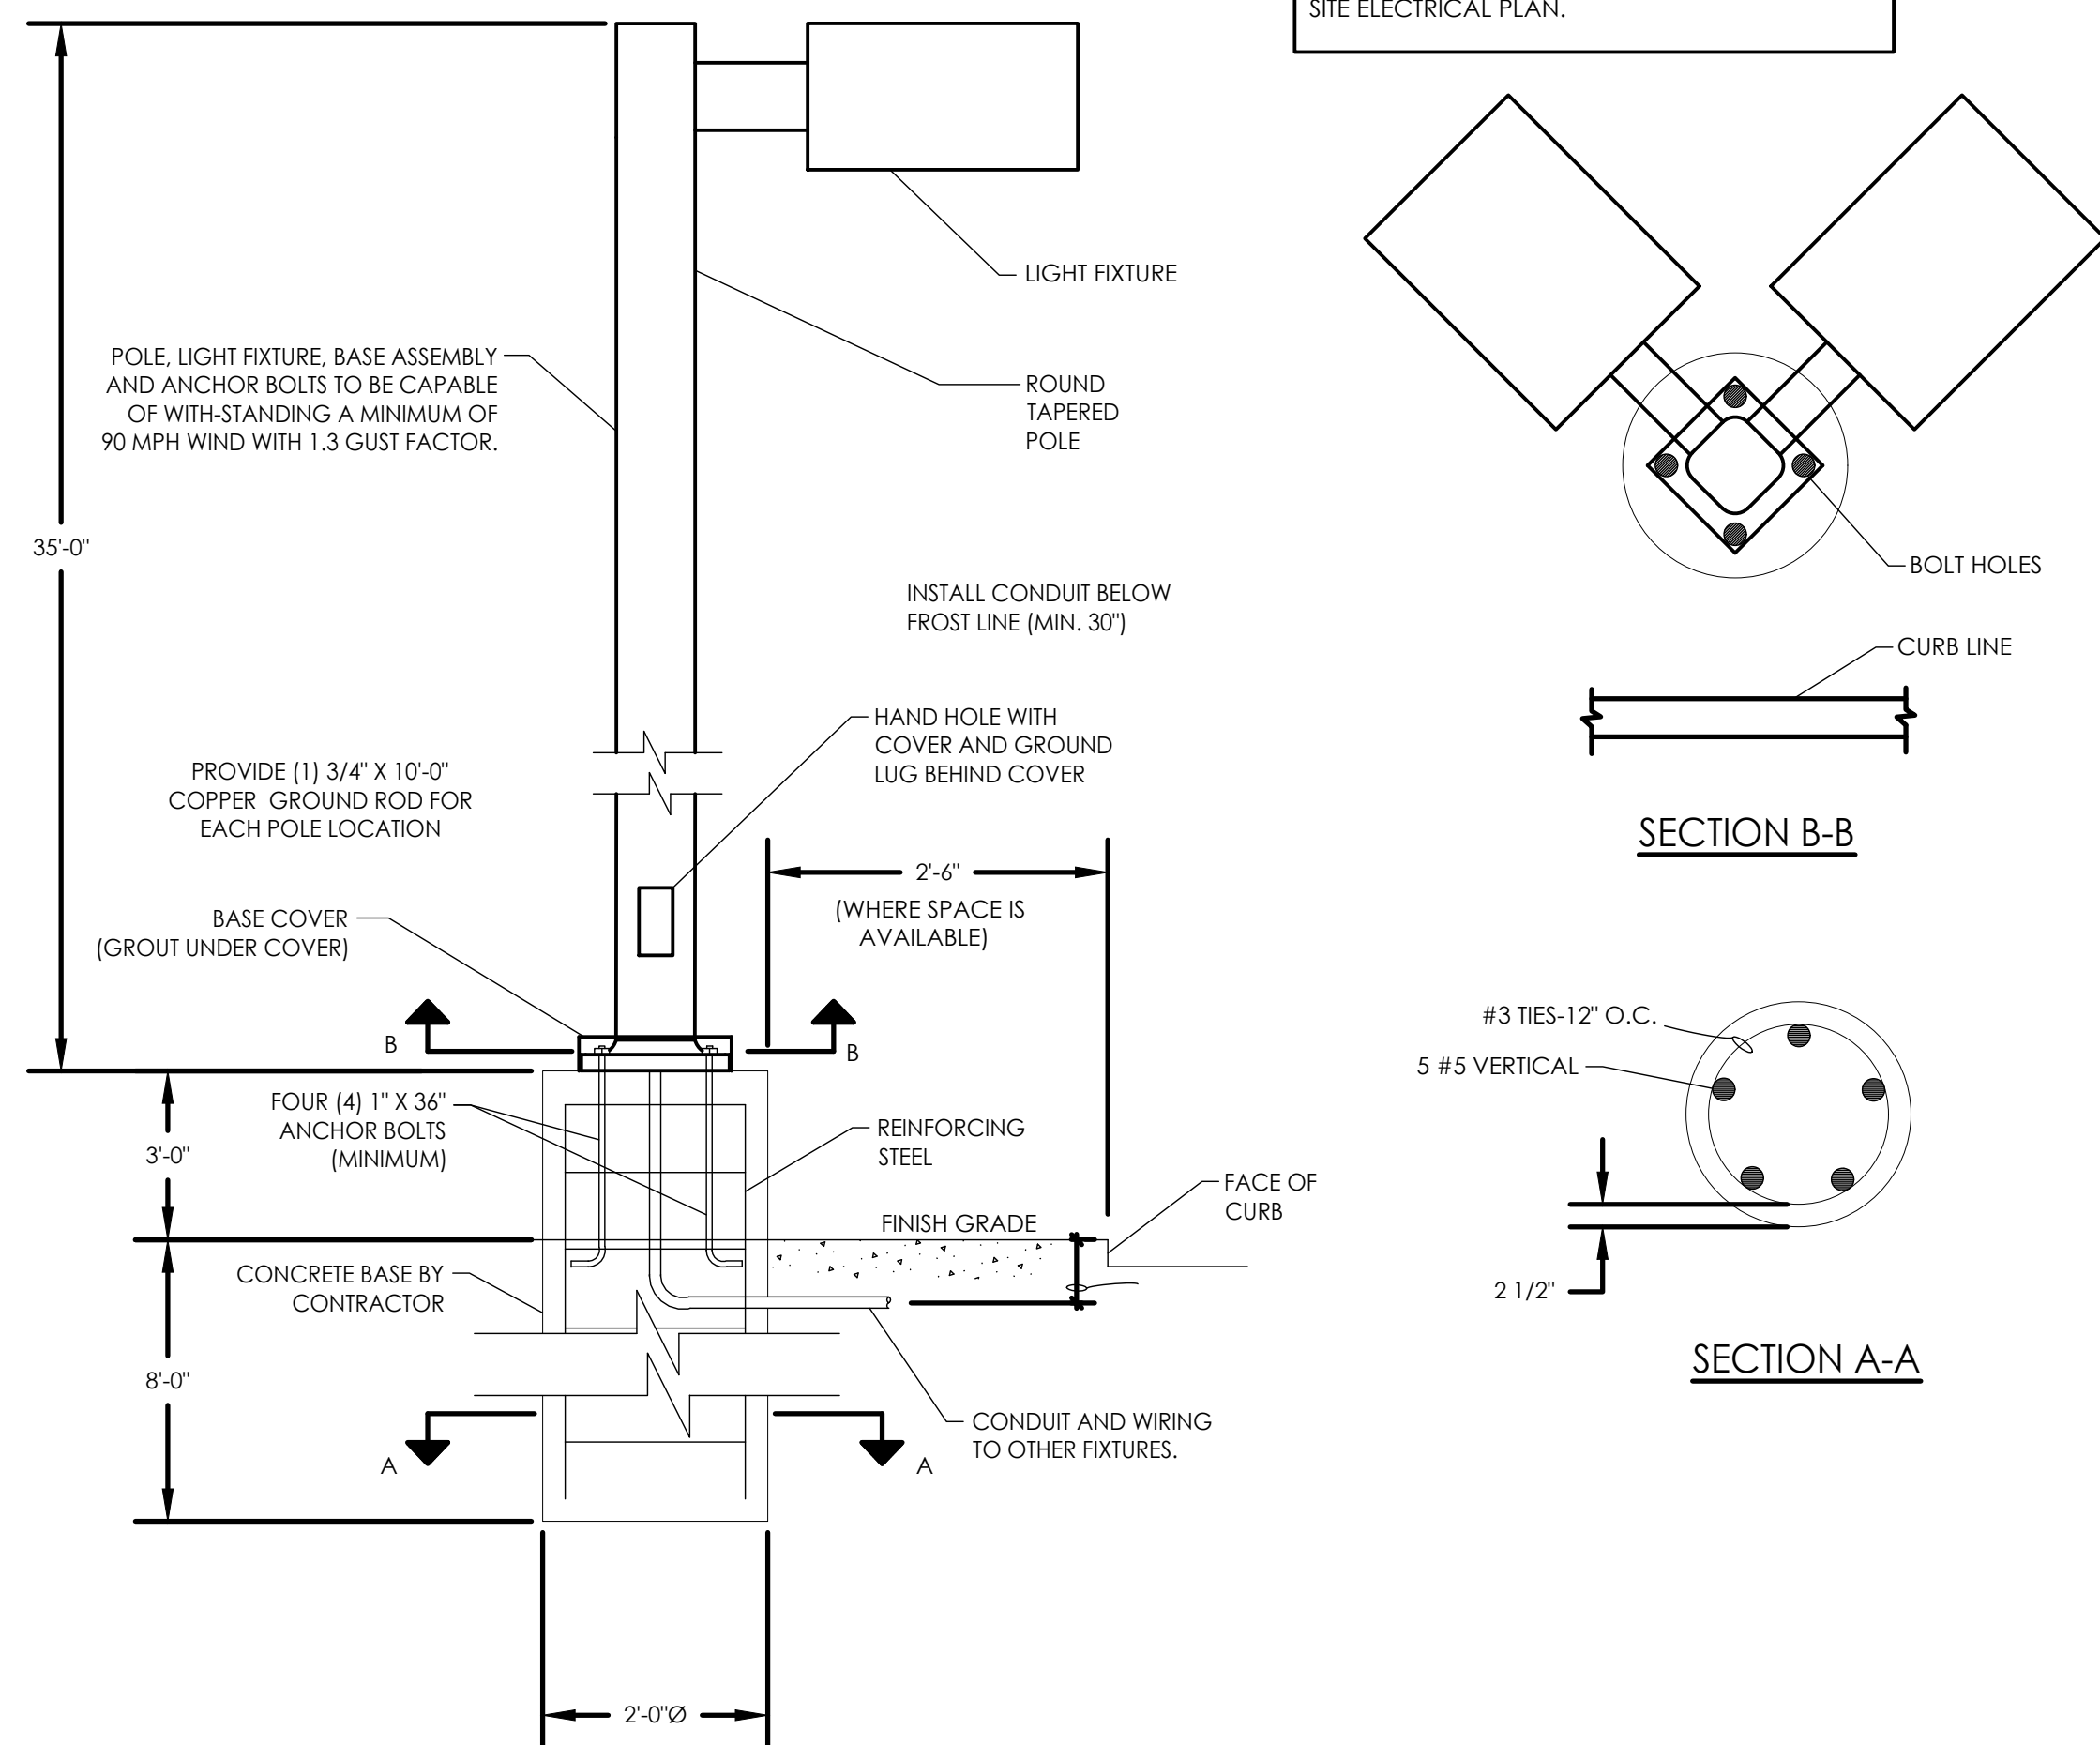 SITE ELECTRICAL PLAN.
LIGHT FIXTURE
POLE, LIGHT FIXTURE, BASE ASSEMBLY
AND ANCHOR BOLTS TO BE CAPABLE
OF WITH-STANDING A MINIMUM OF
90 MPH WIND WITH 1.3 GUST FACTOR.
ROUND
TAPERED
POLE
35'-0"
INSTALL CONDUIT BELOW
FROST LINE (MIN. 30")
BOLT HOLES
CURB LINE
HAND HOLE WITH
COVER AND GROUND
LUG BEHIND COVER
PROVIDE (1) 3/4" X 10'-0"
COPPER GROUND ROD FOR
EACH POLE LOCATION
SECTION B-B
2'-6"
(WHERE SPACE IS
AVAILABLE)
BASE COVER
(GROUT UNDER COVER)
B
B
#3 TIES-12" O.C.
5 #5 VERTICAL
FOUR (4) 1" X 36"
ANCHOR BOLTS
(MINIMUM)
3'-0"
REINFORCING
STEEL
FACE OF
CURB
FINISH GRADE
CONCRETE BASE BY
CONTRACTOR
2 1/2"
SECTION A-A
8'-0"
CONDUIT AND WIRING
TO OTHER FIXTURES.
A
A
2'-0"Ø